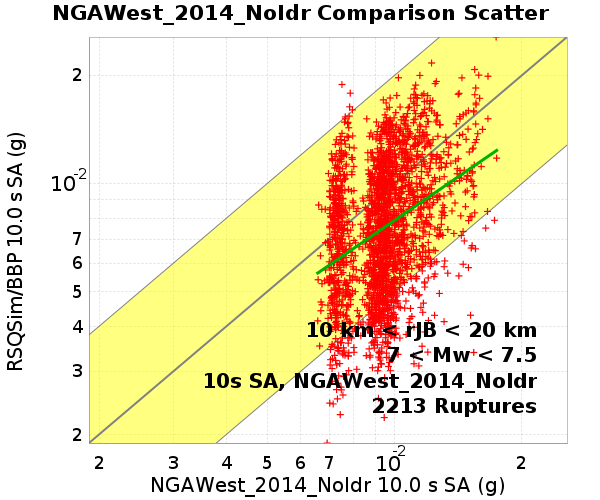 NGAWest_2014_NoIdr Comparison Scatter
RSQSim/BBP 10.0 s SA (g)
2
10-2
7
6
5
4
3
2
10 km < rJB < 20 km
7 < Mw < 7.5
10s SA, NGAWest_2014_NoIdr
2213 Ruptures
2 3 4 5 6 7 10-2 2
NGAWest_2014_NoIdr 10.0 s SA (g)